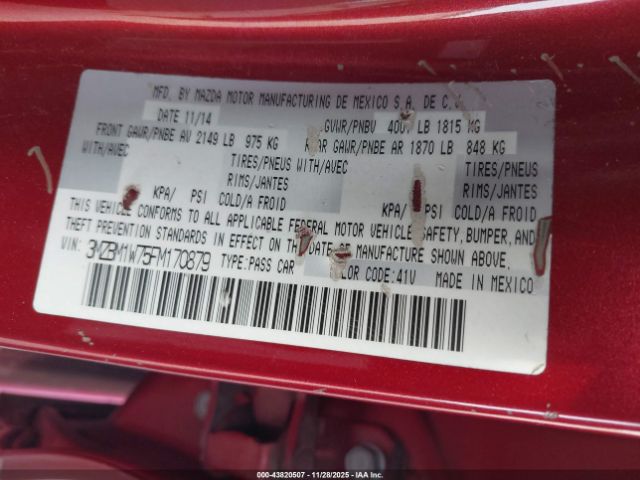 MFD. BY MAZDA MOTOR MANUFACTURING DE MEXICO S.A. DE C.V.
DATE 11/14 GVWR/PNBV LB 1815 KG
FRONT GAWR/PNBE AV 2149 LB 975 KG GAWR/PNBE AR 1870 LB 848 KG
WITH/AVEC TIRES/PNEUS WITH/AVEC TIRES/PNEUS
RIMS/JANTES RIMS/JANTES
KPA/ PSI COLD/A FROID KPA/ PSI COLD/A FROID
THIS VEHICLE CONFORMS TO ALL APPLICABLE FEDERAL MOTOR VEHICLE SAFETY, BUMPER, AND
THEFT PREVENTION STANDARDS IN EFFECT ON THE DATE OF MANUFACTURE SHOWN ABOVE.
VIN: 3MZBM1W75FM170879 TYPE:PASS CAR COLOR CODE:41V MADE IN MEXICO
000-43820507 - 11/28/2025 - IAAI.COM